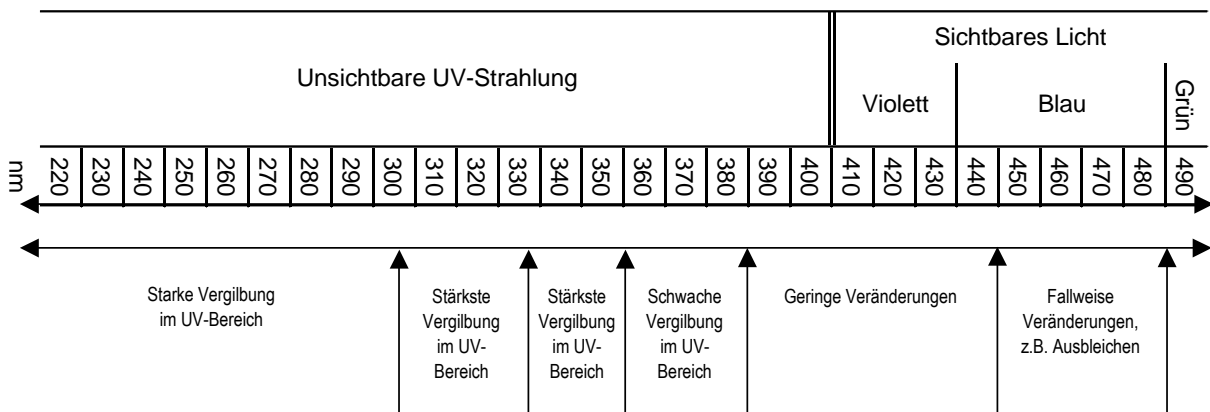 Sichtbares Licht
Unsichtbare UV-Strahlung
Violett
Blau
Grün
nm
220 230 240 250 260 270 280 290 300 310 320 330 340 350 360 370 380 390 400 410 420 430 440 450 460 470 480 490
Starke Vergilbung
im UV-Bereich
Stärkste
Vergilbung
im UV-
Bereich
Stärkste
Vergilbung
im UV-
Bereich
Schwache
Vergilbung
im UV-
Bereich
Geringe Veränderungen
Fallweise
Veränderungen,
z.B. Ausbleichen